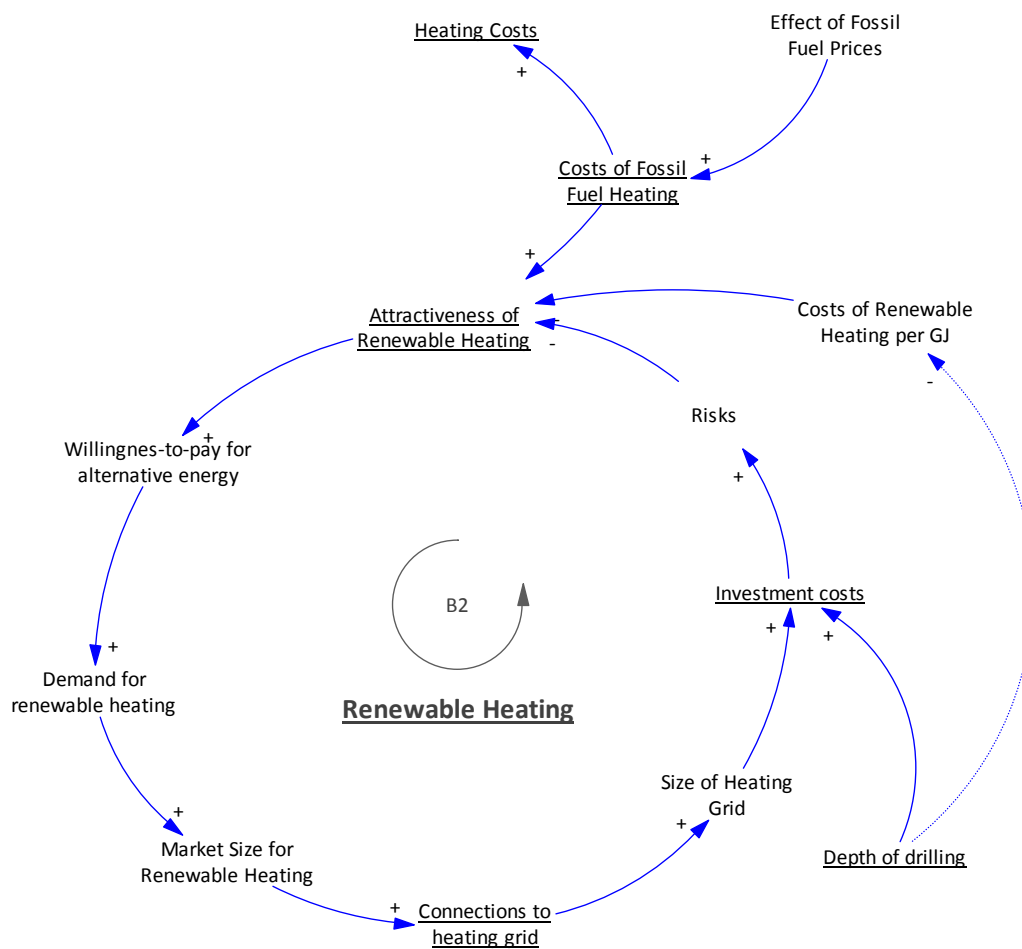 Heating Costs
+
Effect of Fossil
Fuel Prices
+
Costs of Fossil
Fuel Heating
+
Attractiveness of
Renewable Heating
-
-
Costs of Renewable
Heating per GJ
-
Risks
+
Willingnes-to-pay for
alternative energy
+
B2
Renewable Heating
Investment costs
+
+
+
Demand for
renewable heating
Size of Heating
Grid
+
+
Market Size for
Renewable Heating
Depth of drilling
+
Connections to
heating grid